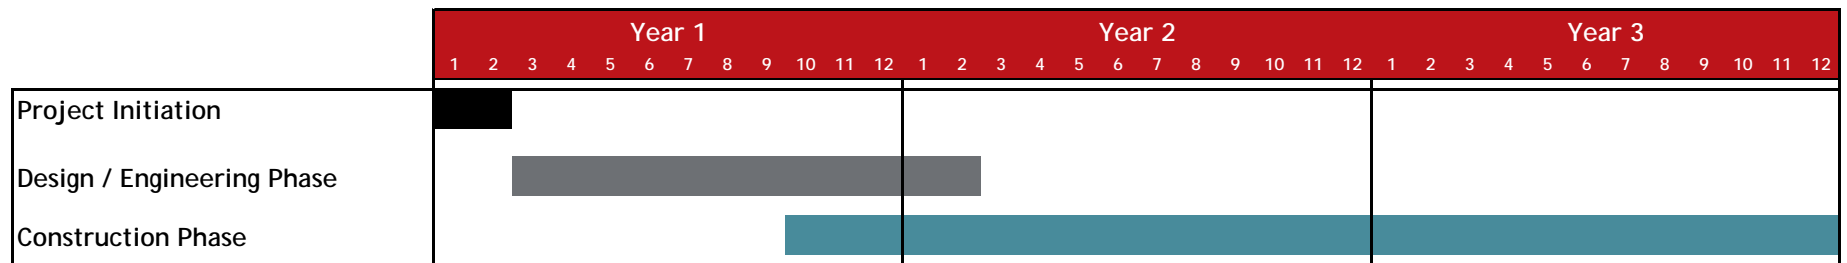 Year 1 Year 2 Year 3
1 2 3 4 5 6 7 8 9 10 11 12 1 2 3 4 5 6 7 8 9 10 11 12 1 2 3 4 5 6 7 8 9 10 11 12
Project Initiation
Design / Engineering Phase
Construction Phase